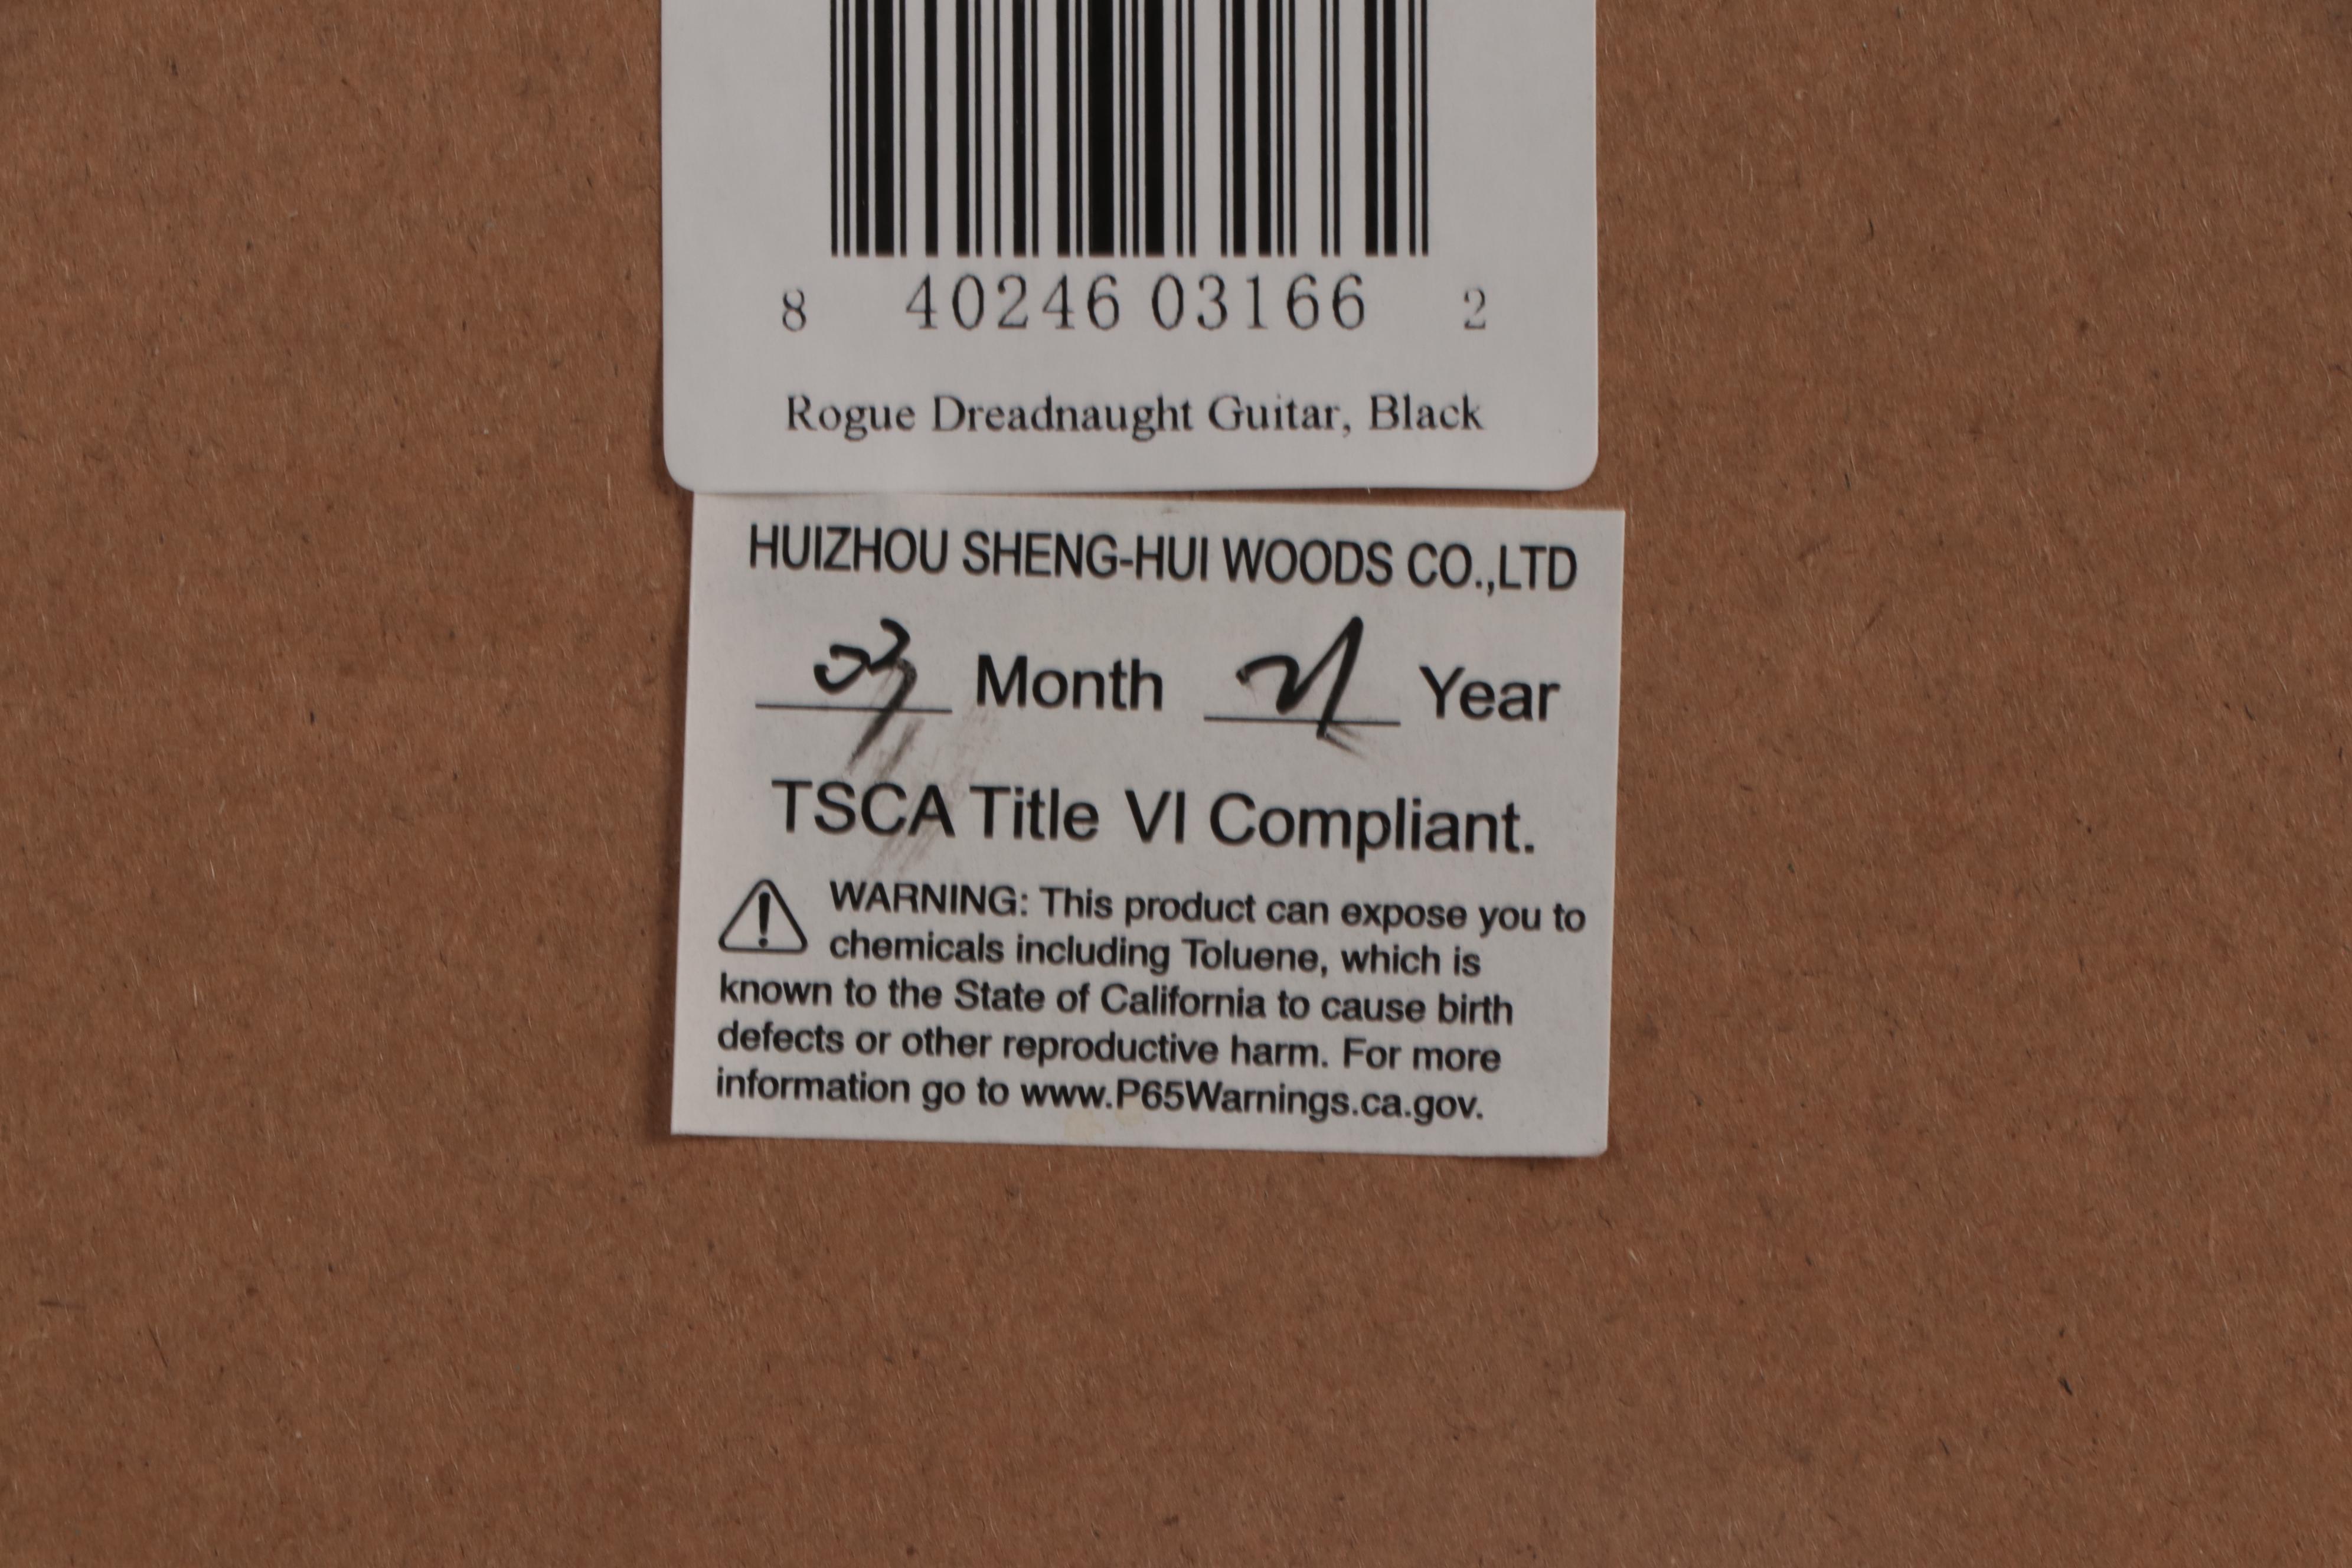 8 40246 03166 2
Rogue Dreadnaught Guitar, Black
HUIZHOU SHENG-HUI WOODS CO.,LTD
03 Month 21 Year
TSCA Title VI Compliant.
WARNING: This product can expose you to
chemicals including Toluene, which is
known to the State of California to cause birth
defects or other reproductive harm. For more
information go to www.P65Warnings.ca.gov.